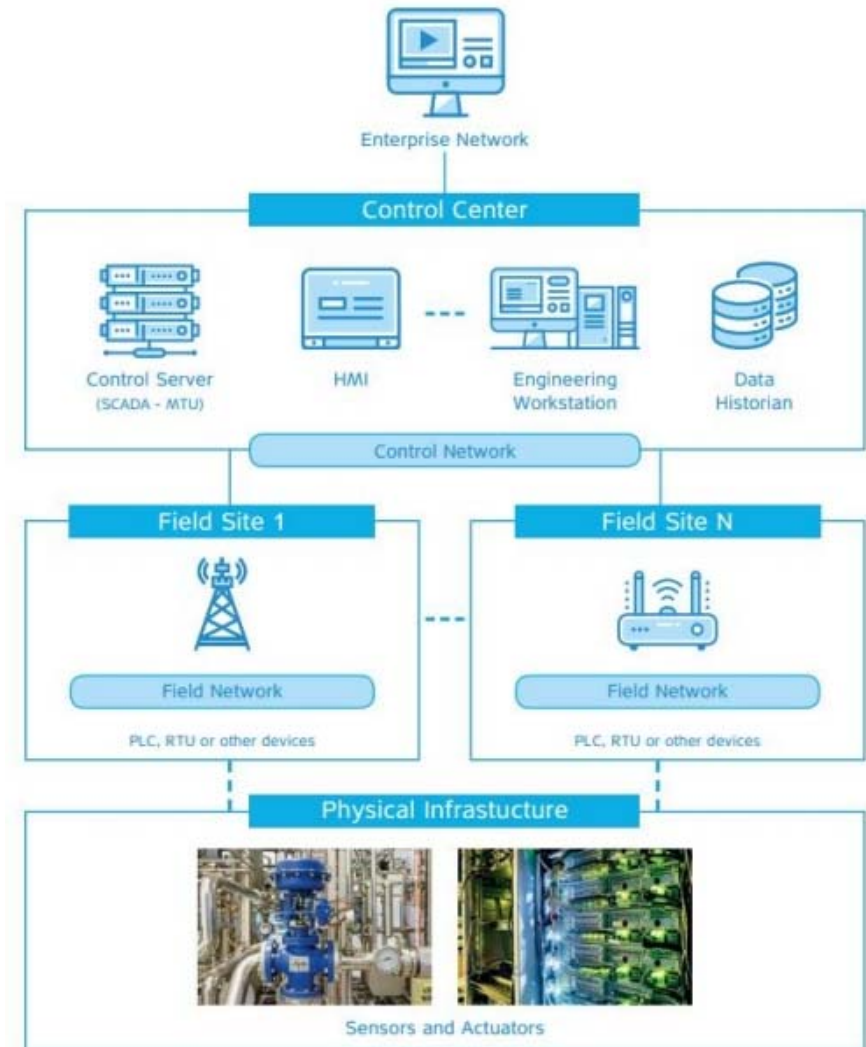 Enterprise Network
Control Center
Control Server
(SCADA - MTU)
HMI
Engineering
Workstation
Data
Historian
Control Network
Field Site 1
Field Network
PLC, RTU or other devices
Field Site N
Field Network
PLC, RTU or other devices
Physical Infrastucture
Sensors and Actuators